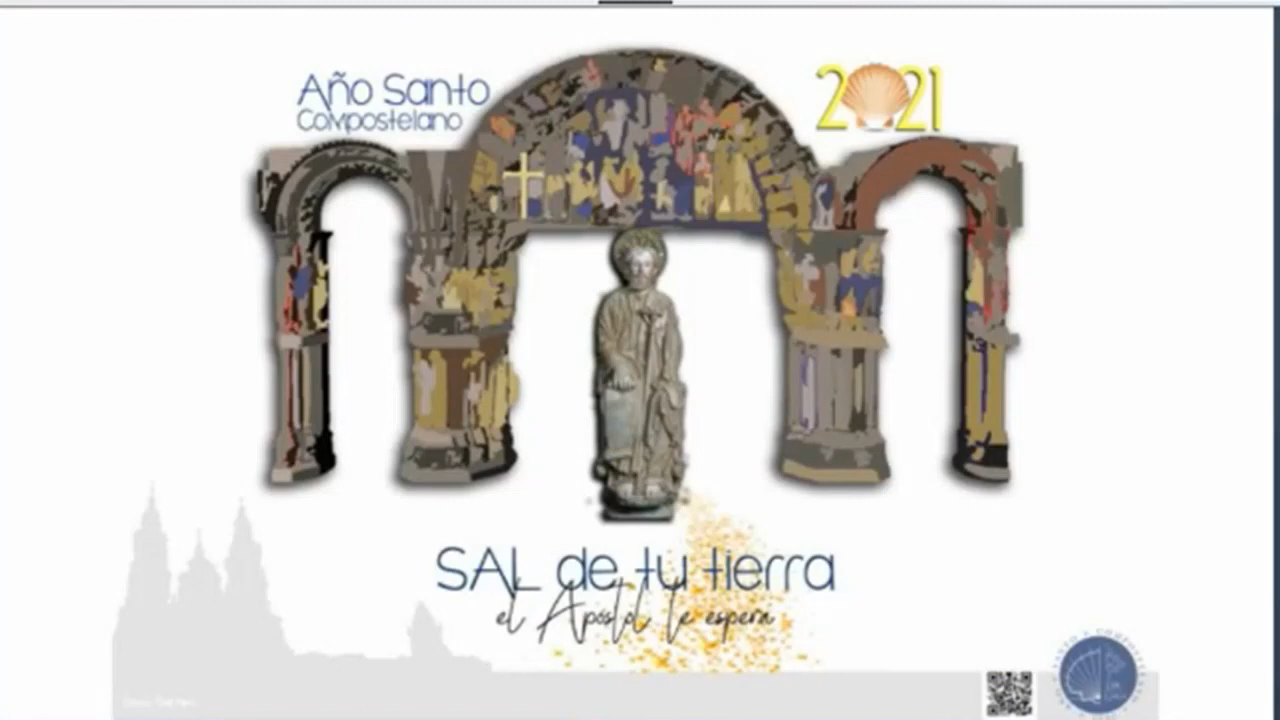 Año Santo
Compostelano
2021
SAL de tu tierra
el Apóstol te espera